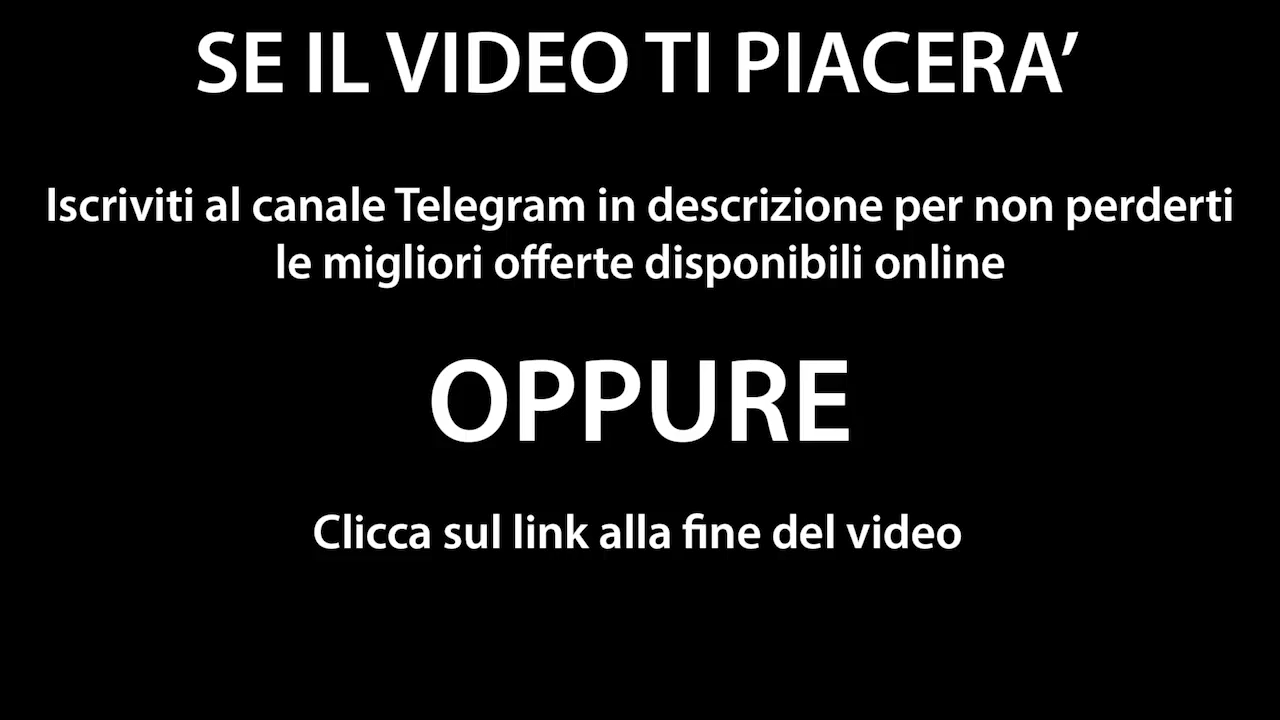 SE IL VIDEO TI PIACERA’
Iscriviti al canale Telegram in descrizione per non perderti
le migliori offerte disponibili online
OPPURE
Clicca sul link alla fine del video